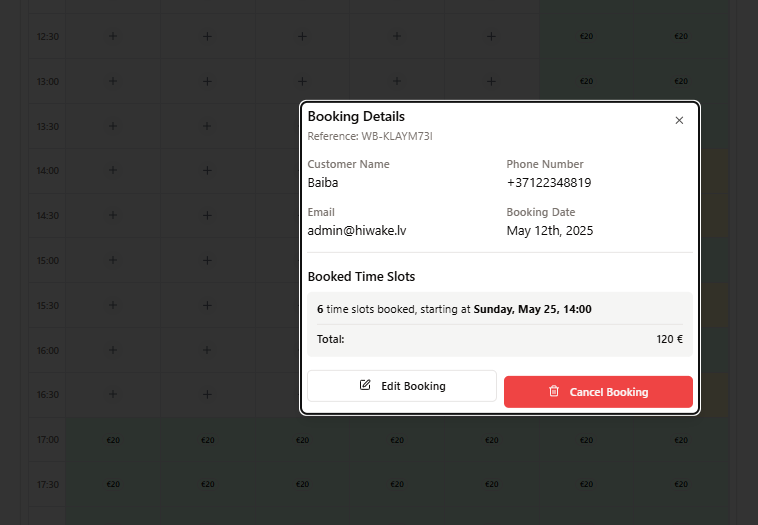 12:30 + + + + + €20 €20
13:00 + + + + + €20 €20
Booking Details
Reference: WB-KLAYM73I
Customer Name
Phone Number
Baiba
+37122348819
Email
Booking Date
admin@hiwake.lv
May 12th, 2025
Booked Time Slots
6 time slots booked, starting at Sunday, May 25, 14:00
Total: 120 €
Edit Booking
Cancel Booking
13:30 + +
14:00 + +
14:30 + +
15:00 + +
15:30 + +
16:00 + +
16:30 + +
17:00 €20 €20 €20 €20 €20 €20 €20
17:30 €20 €20 €20 €20 €20 €20 €20